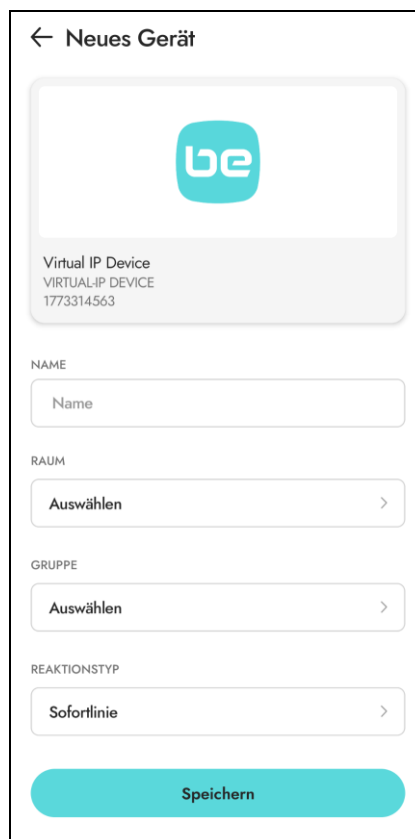 ← Neues Gerät
be
Virtual IP Device
VIRTUAL-IP DEVICE
1773314563
NAME
Name
RAUM
Auswählen
GRUPPE
Auswählen
REAKTIONSTYP
Sofortlinie
Speichern